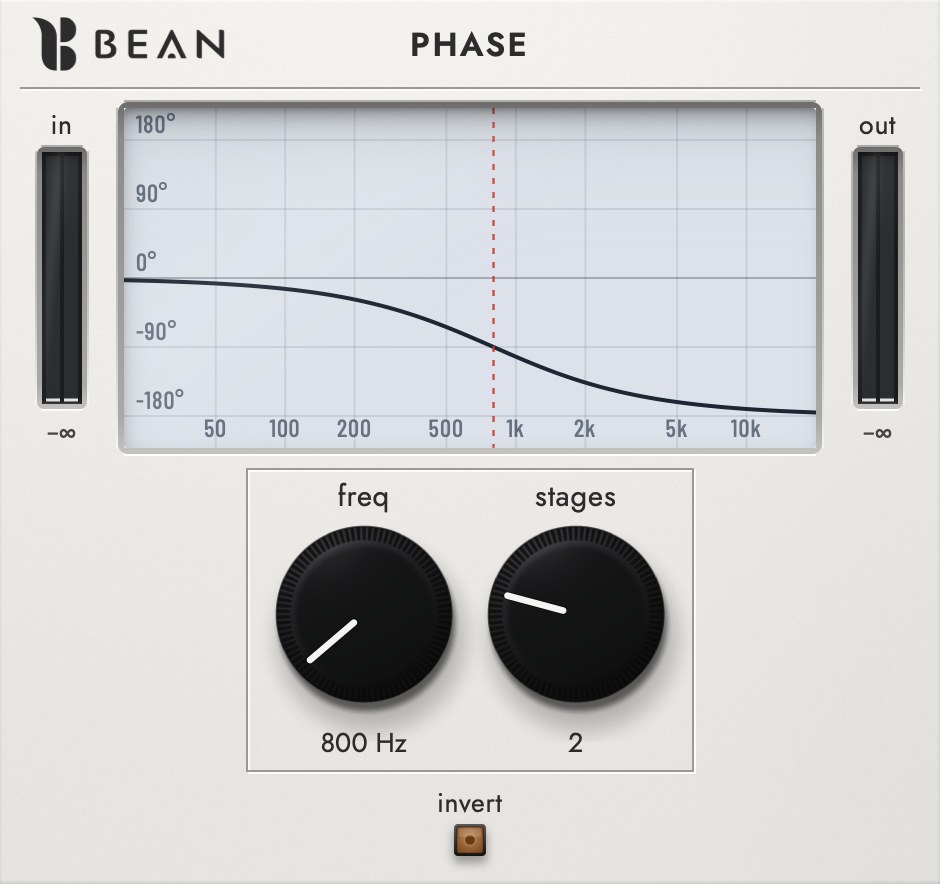 BEAN
PHASE
in
out
180°
90°
0°
-90°
-180°
50 100 200 500 1k 2k 5k 10k
-∞
-∞
freq
stages
800 Hz
2
invert